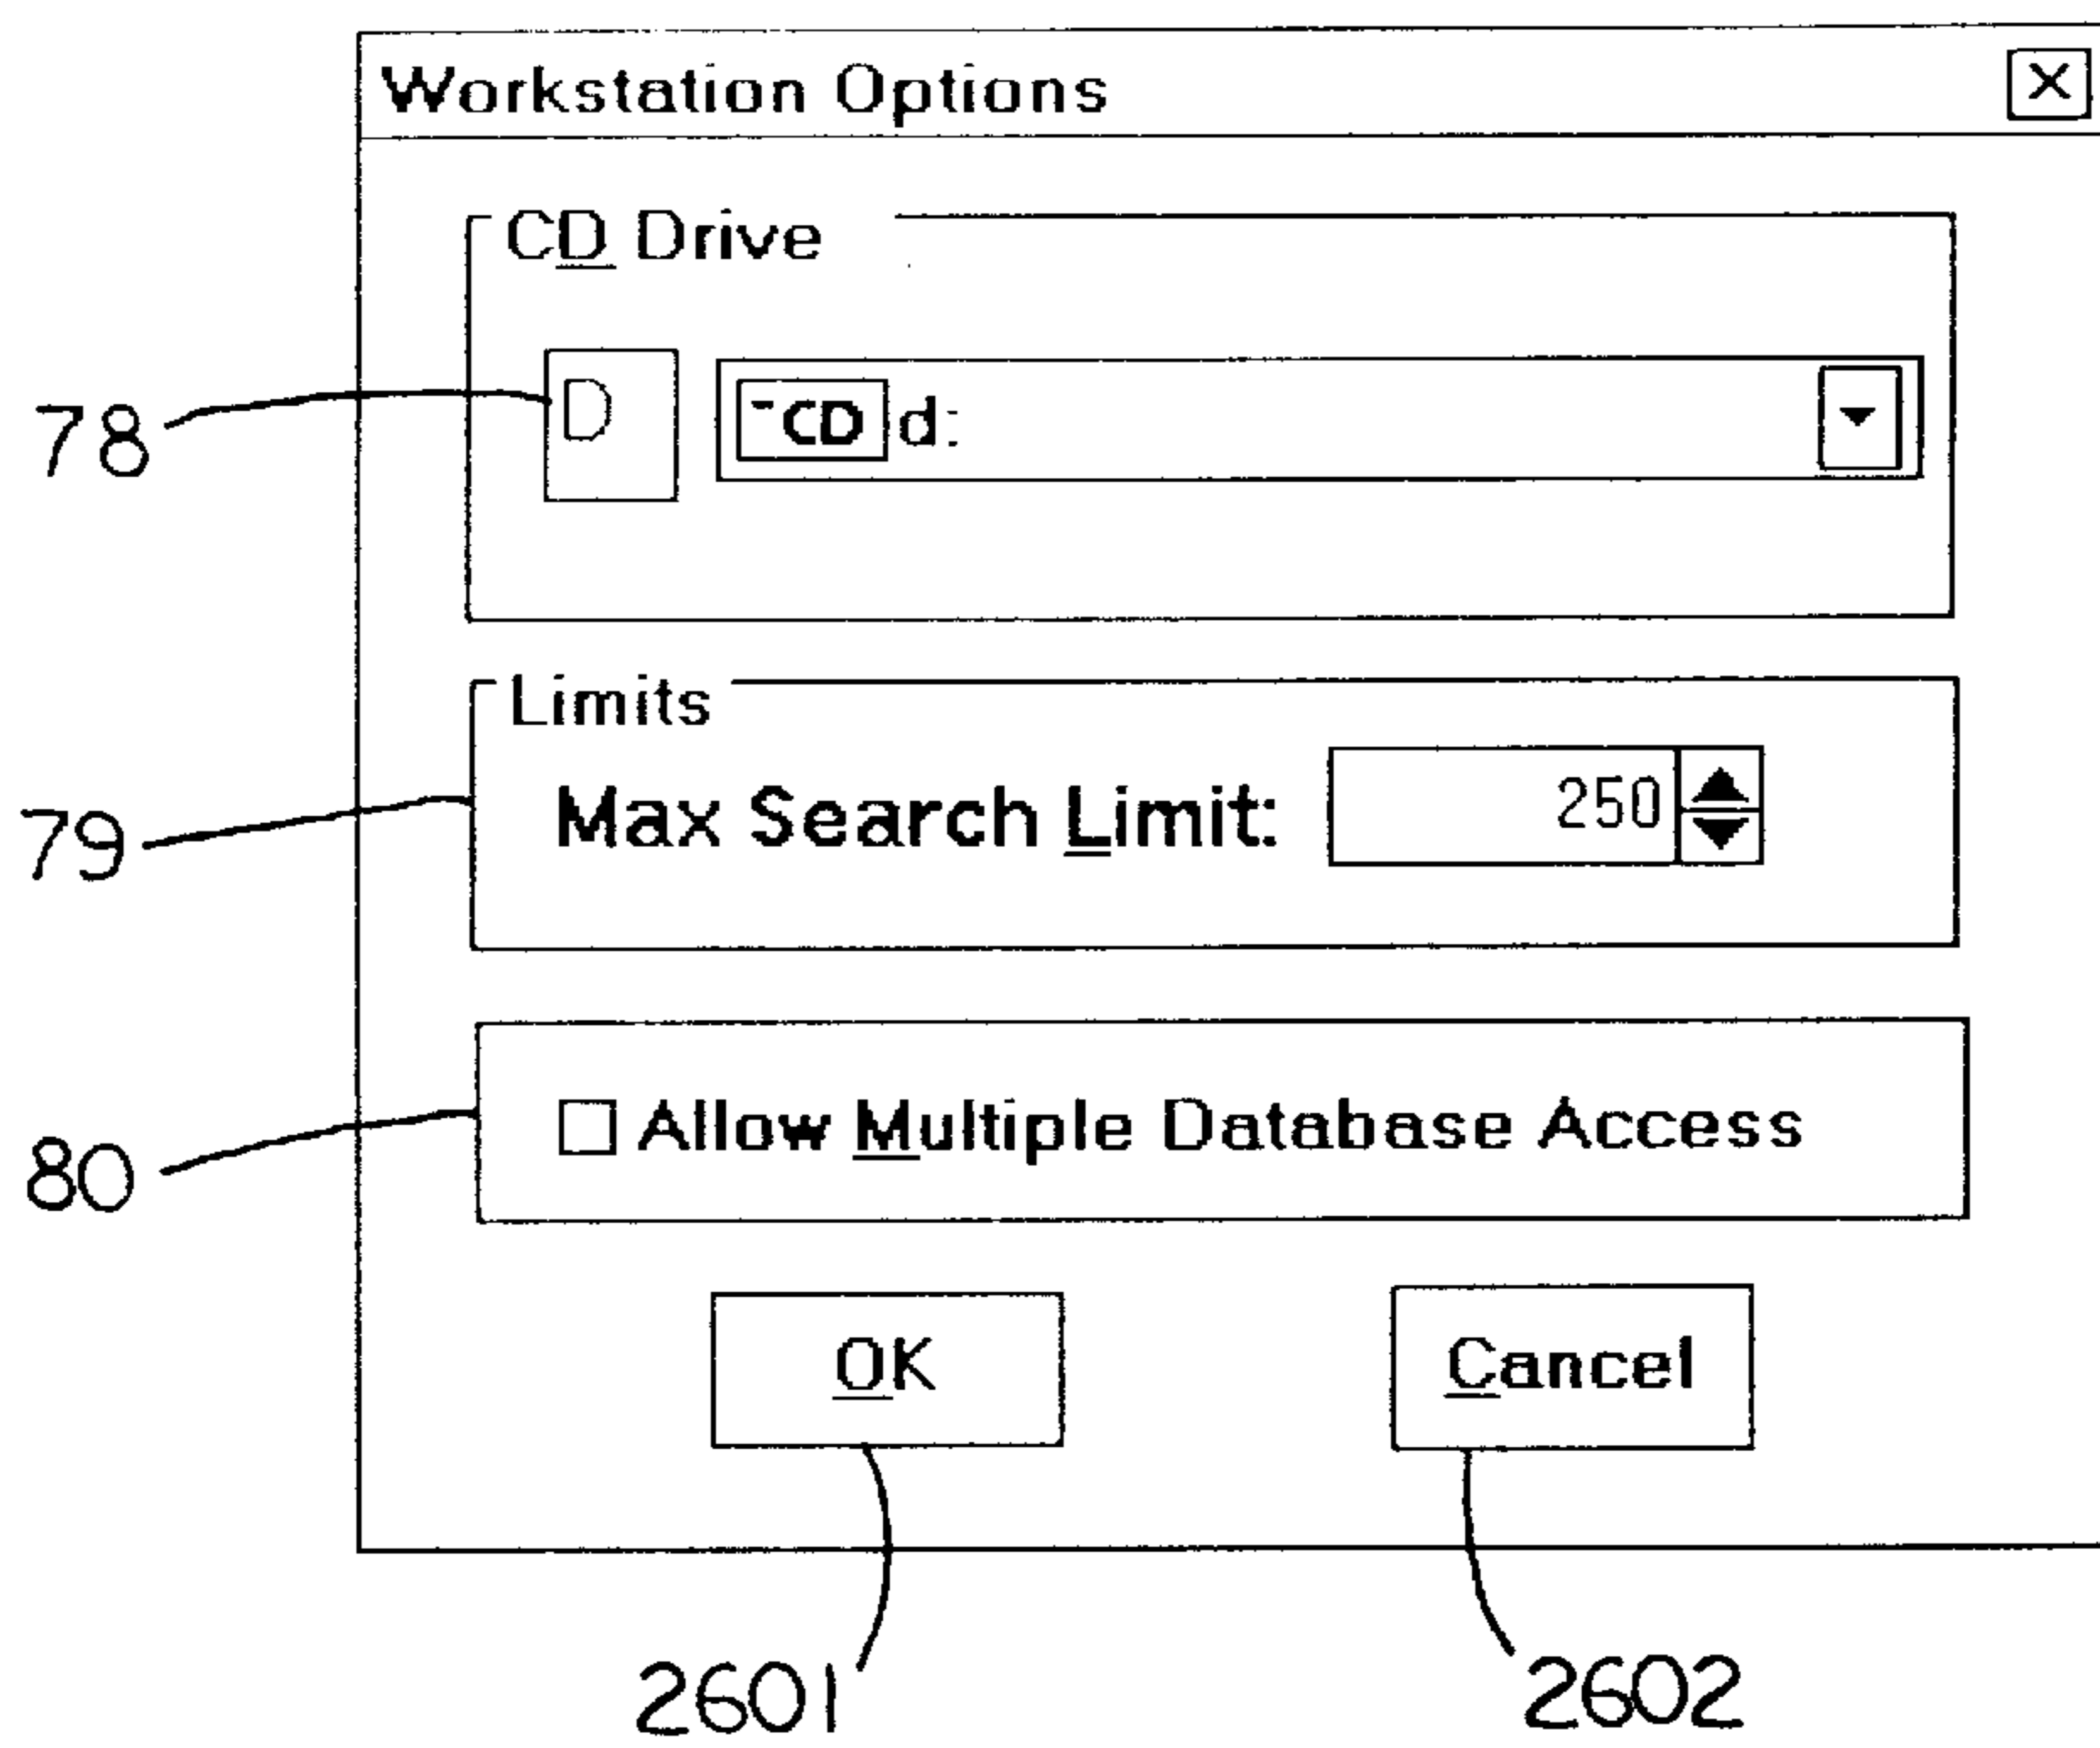 Workstation Options X
CD Drive
78 D CD d:
Limits
79 Max Search Limit: 250
80 Allow Multiple Database Access
OK Cancel
2601 2602